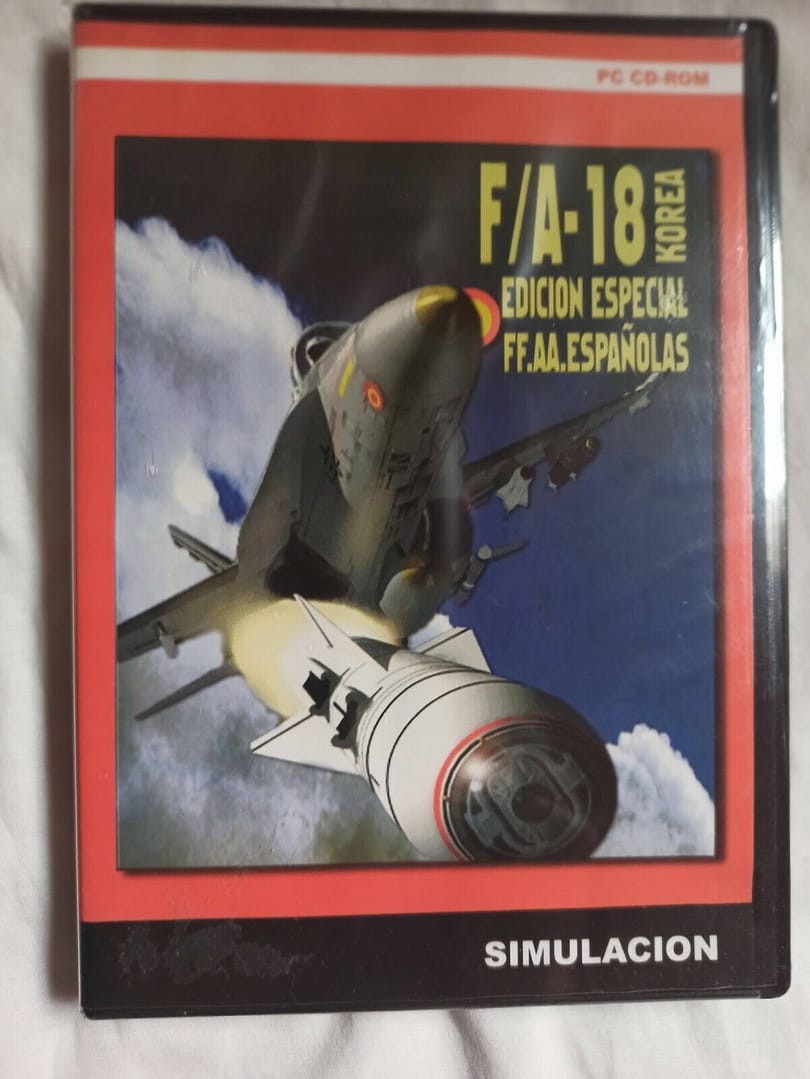 PC CD-ROM
F/A-18 KOREA
EDICION ESPECIAL
FF.AA.ESPAÑOLAS
SIMULACION